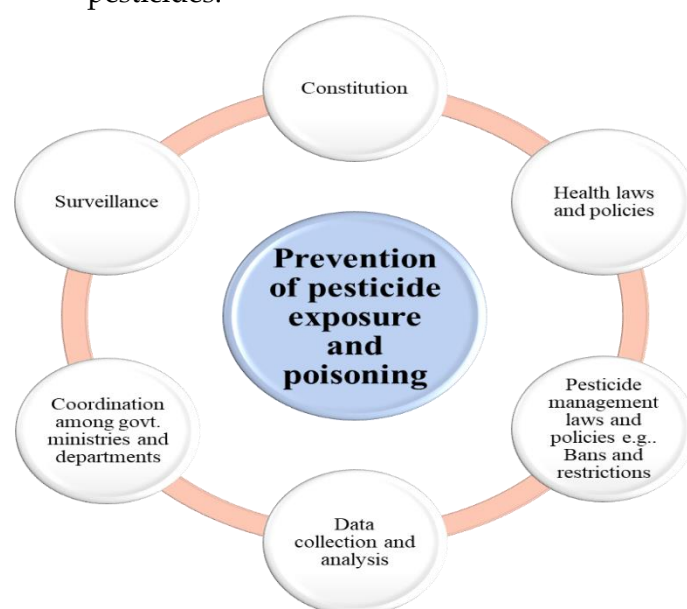 pesticides.
Constitution
Health laws
and policies
Pesticide
management
laws and
policies e.g..
Bans and
restrictions
Data
collection and
analysis
Coordination
among govt.
ministries and
departments
Surveillance
Prevention
of pesticide
exposure
and
poisoning